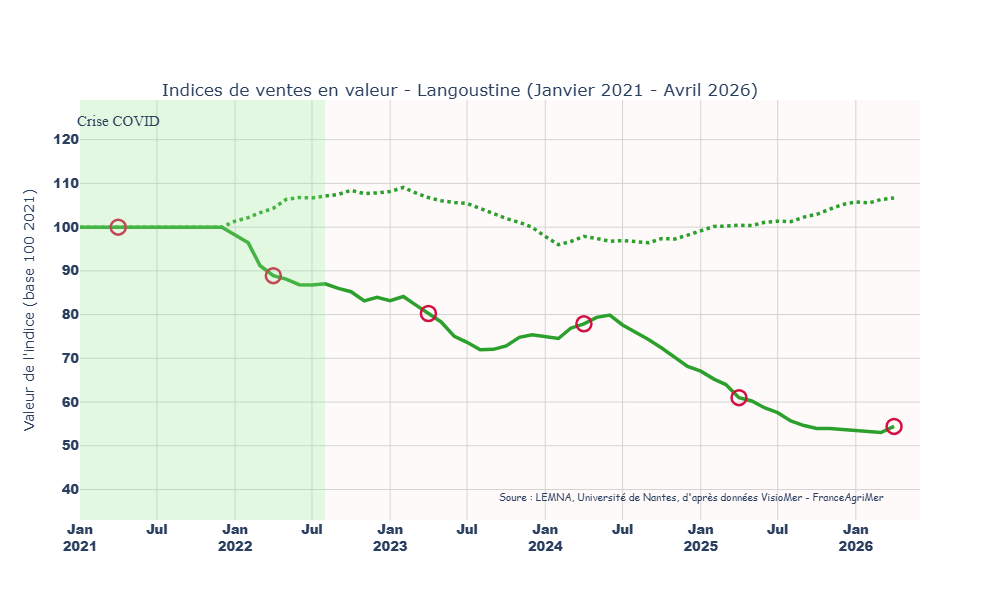 Indices de ventes en valeur - Langoustine (Janvier 2021 - Avril 2026)
Crise COVID
Valeur de l'Indice (base 100 2021)
120
110
100
90
80
70
60
50
40
Soure : LEMNA, Université de Nantes, d'après données VisioMer - FranceAgriMer
Jan Jul Jan Jul Jan Jul Jan Jul Jan Jul Jan
2021 2022 2023 2024 2025 2026